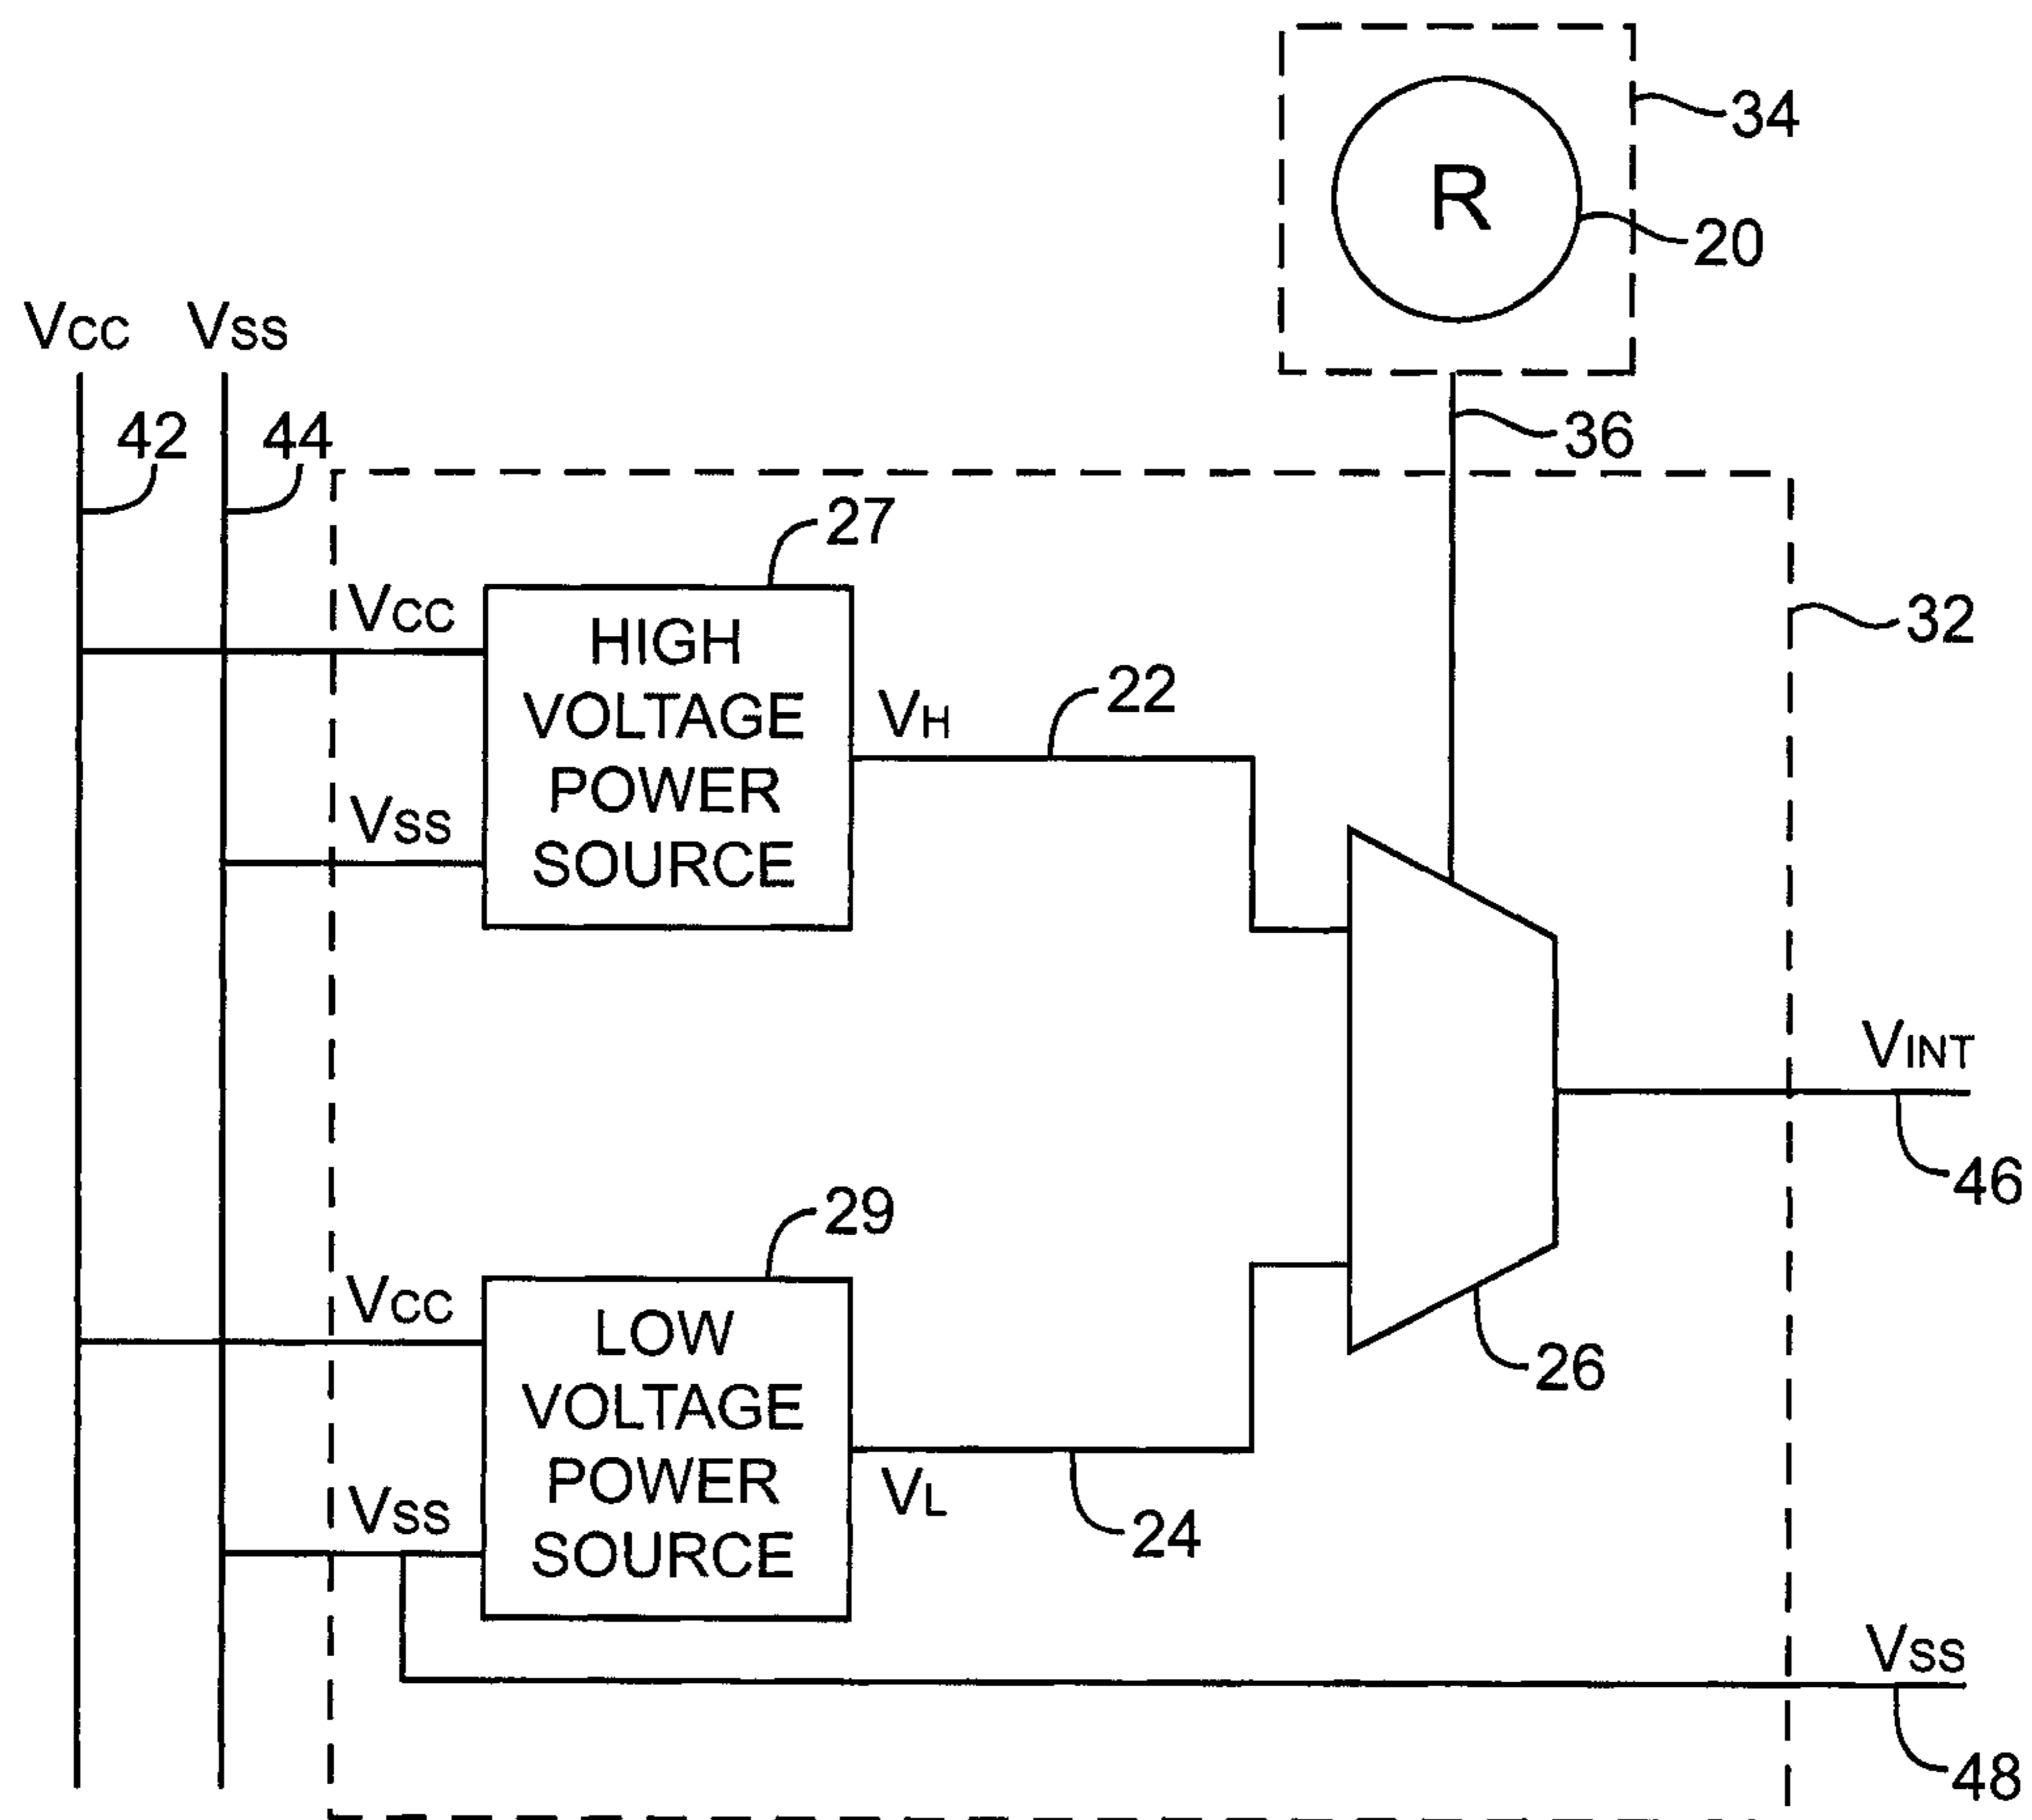 34
R
20
VCC VSS
42 44
36
27
32
VCC
HIGH
VOLTAGE
POWER
SOURCE
VH
22
VSS
VINT
46
29
VCC
LOW
VOLTAGE
POWER
SOURCE
26
VL
24
VSS
VSS
48